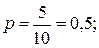 p = 5/10 = 0,5;